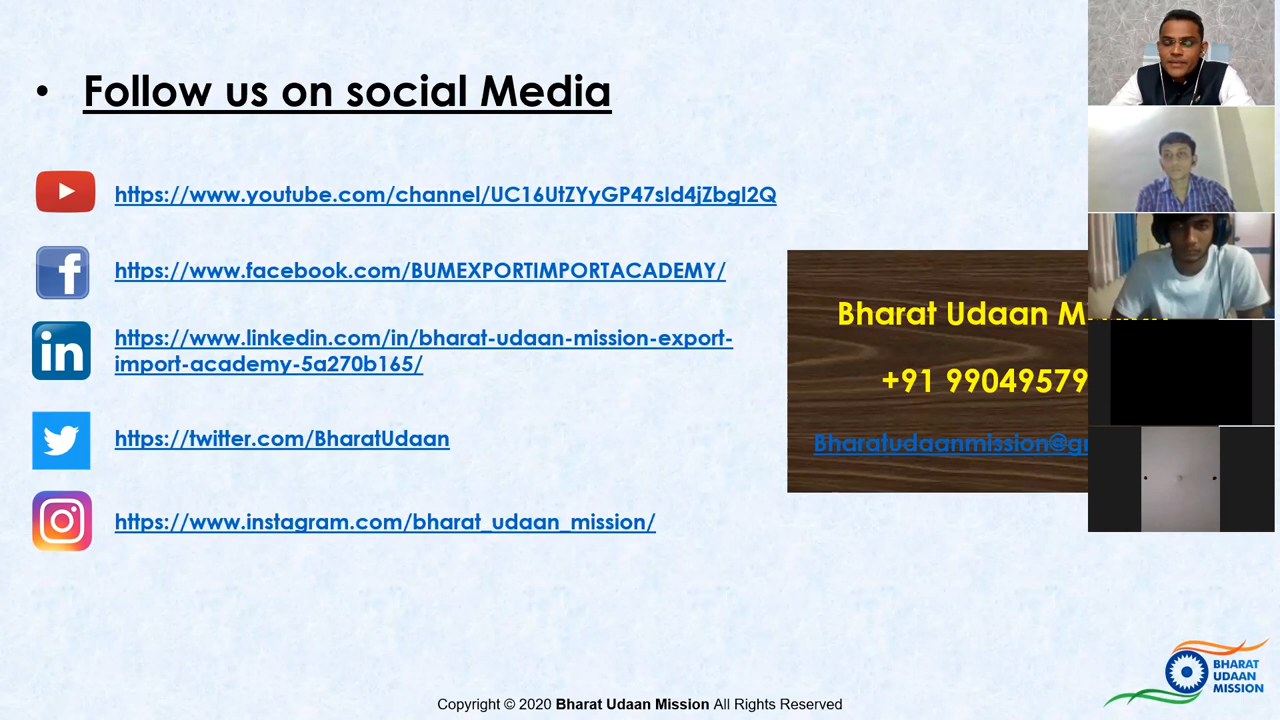 • Follow us on social Media
https://www.youtube.com/channel/UC16UtZYyGP47sId4jZbgI2Q
https://www.facebook.com/BUMEXPORTIMPORTACADEMY/
https://www.linkedin.com/in/bharat-udaan-mission-export-
import-academy-5a270b165/
https://twitter.com/BharatUdaan
https://www.instagram.com/bharat_udaan_mission/
Bharat Udaan
+91 99049579
Copyright © 2020 Bharat Udaan Mission All Rights Reserved
BHARAT
UDAAN
MISSION